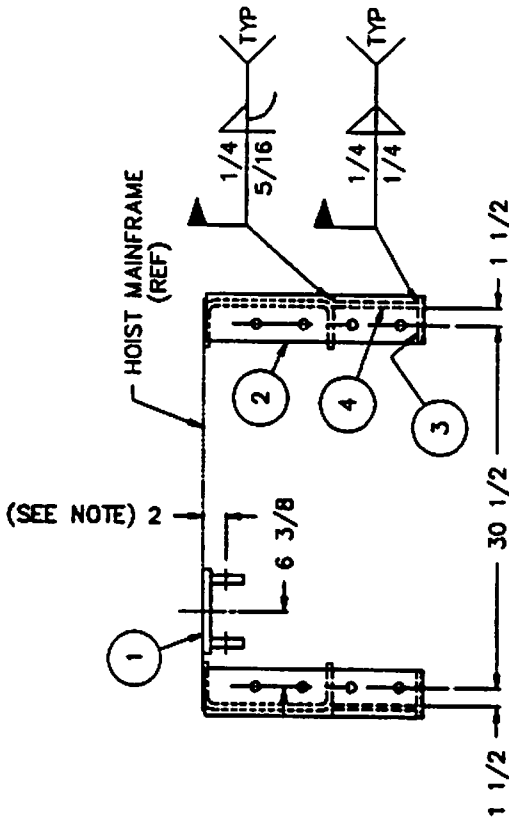 HOIST MAINFRAME
(REF)
(SEE NOTE) 2
1/4
5/16
TYP
1/4
1/4
TYP
1
2
4
3
6 3/8
1 1/2
30 1/2
1 1/2